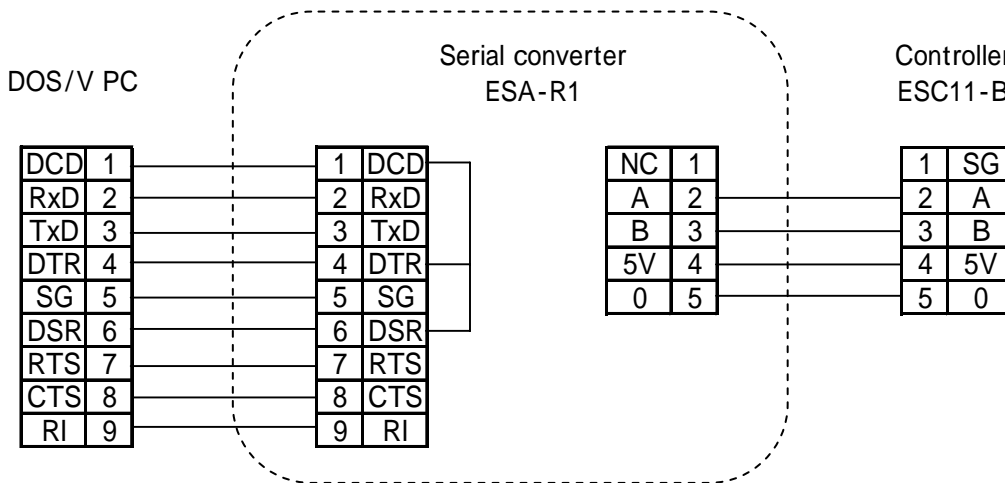 DOS/V PC
Serial converter
ESA-R1
Controller
ESC11-B
DCD 1
RxD 2
TxD 3
DTR 4
SG 5
DSR 6
RTS 7
CTS 8
RI 9
1 DCD
2 RxD
3 TxD
4 DTR
5 SG
6 DSR
7 RTS
8 CTS
9 RI
NC 1
A 2
B 3
5V 4
0 5
1 SG
2 A
3 B
4 5V
5 0